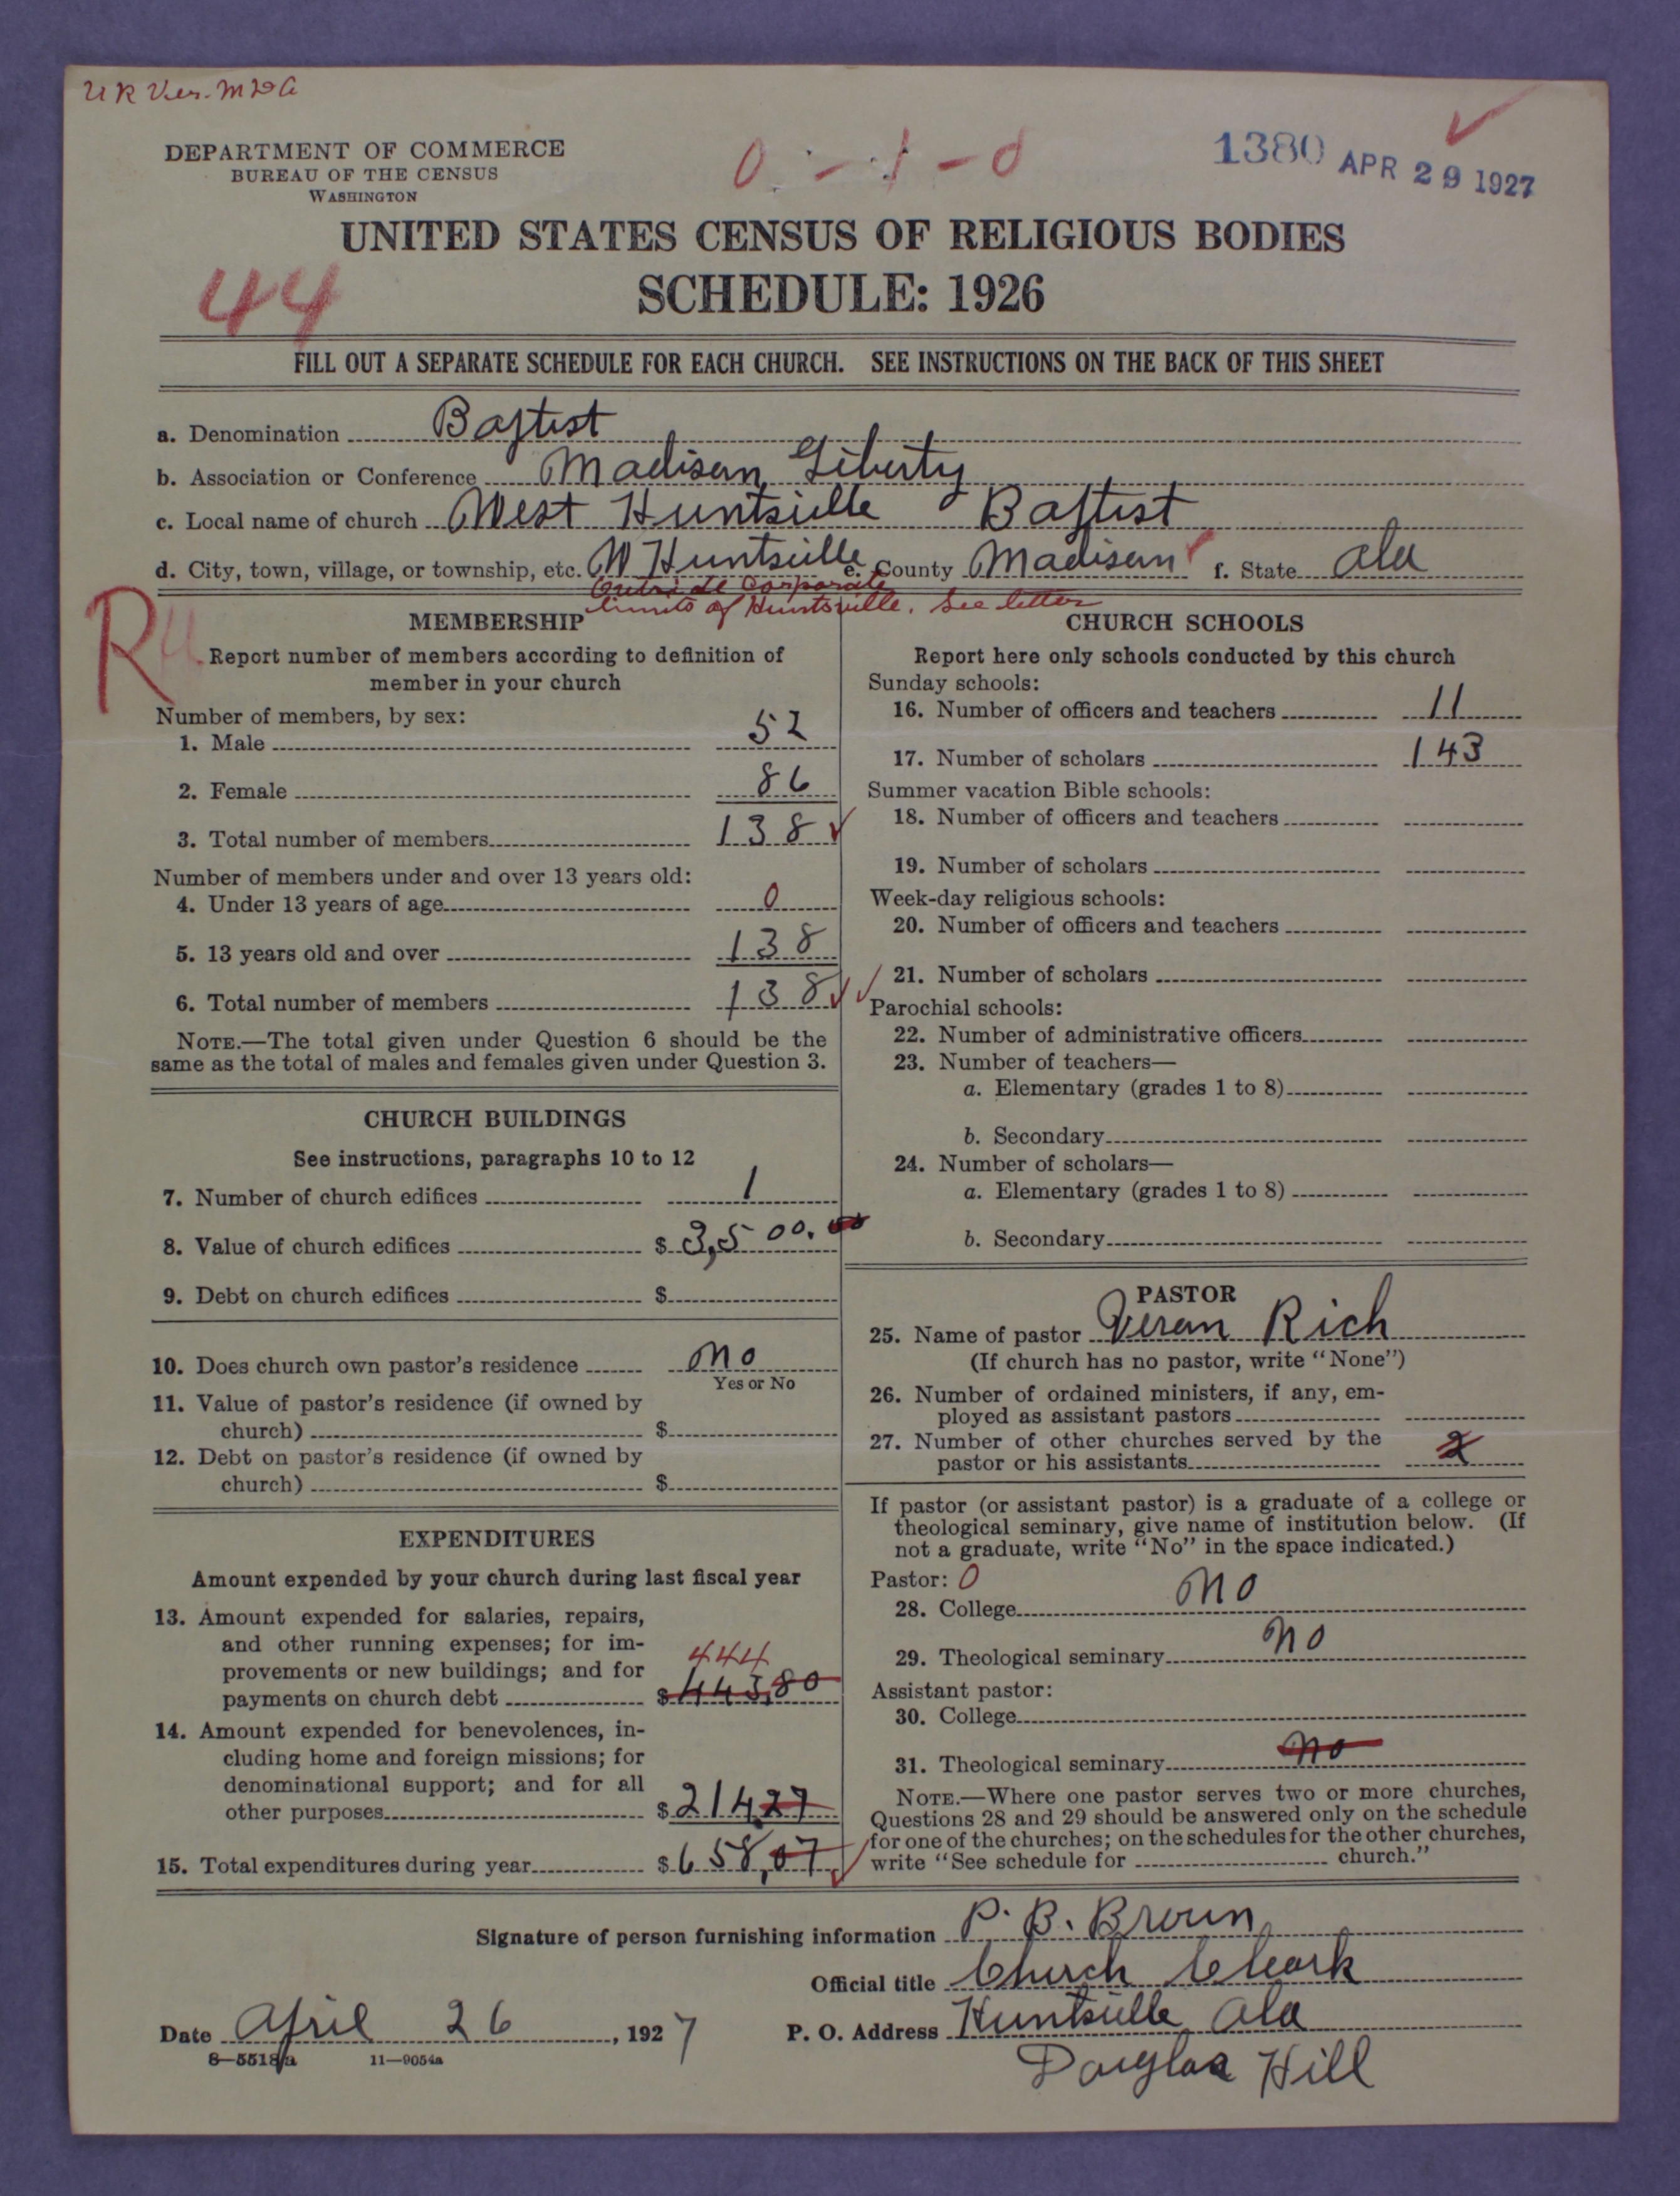 DEPARTMENT OF COMMERCE
BUREAU OF THE CENSUS
WASHINGTON
0 - 1 - 0
1380 APR 29 1927
UNITED STATES CENSUS OF RELIGIOUS BODIES
SCHEDULE: 1926
44
FILL OUT A SEPARATE SCHEDULE FOR EACH CHURCH. SEE INSTRUCTIONS ON THE BACK OF THIS SHEET
a. Denomination Baptist
b. Association or Conference Madison Liberty
c. Local name of church West Huntsville Baptist
d. City, town, village, or township, etc. W Huntsville e. County Madison f. State Ala
Outside Corporate
limits of Huntsville. See letter
R
MEMBERSHIP
Report number of members according to definition of
member in your church
Number of members, by sex:
1. Male 52
2. Female 86
3. Total number of members 138
Number of members under and over 13 years old:
4. Under 13 years of age 0
5. 13 years old and over 138
6. Total number of members 138
NOTE.—The total given under Question 6 should be the
same as the total of males and females given under Question 3.
CHURCH BUILDINGS
See instructions, paragraphs 10 to 12
7. Number of church edifices 1
8. Value of church edifices $ 3,500.00
9. Debt on church edifices $
10. Does church own pastor's residence No
Yes or No
11. Value of pastor's residence (if owned by
church) $
12. Debt on pastor's residence (if owned by
church) $
EXPENDITURES
Amount expended by your church during last fiscal year
13. Amount expended for salaries, repairs,
and other running expenses; for im-
provements or new buildings; and for 444
payments on church debt $ 443.80
14. Amount expended for benevolences, in-
cluding home and foreign missions; for
denominational support; and for all
other purposes $ 214.27
15. Total expenditures during year $ 658,07
CHURCH SCHOOLS
Report here only schools conducted by this church
Sunday schools:
16. Number of officers and teachers 11
17. Number of scholars 143
Summer vacation Bible schools:
18. Number of officers and teachers
19. Number of scholars
Week-day religious schools:
20. Number of officers and teachers
21. Number of scholars
Parochial schools:
22. Number of administrative officers
23. Number of teachers—
a. Elementary (grades 1 to 8)
b. Secondary
24. Number of scholars—
a. Elementary (grades 1 to 8)
b. Secondary
PASTOR
25. Name of pastor Veran Rich
(If church has no pastor, write "None")
26. Number of ordained ministers, if any, em-
ployed as assistant pastors
27. Number of other churches served by the
pastor or his assistants 2
If pastor (or assistant pastor) is a graduate of a college or
theological seminary, give name of institution below. (If
not a graduate, write "No" in the space indicated.)
Pastor: 0
28. College No
29. Theological seminary No
Assistant pastor:
30. College
31. Theological seminary No
NOTE.—Where one pastor serves two or more churches,
Questions 28 and 29 should be answered only on the schedule
for one of the churches; on the schedules for the other churches,
write "See schedule for church."
Signature of person furnishing information P. B. Broun
Official title Church Cleark
Date April 26, 1927 P. O. Address Huntsville Ala
8-5518a 11-9054a
Douglas Hill